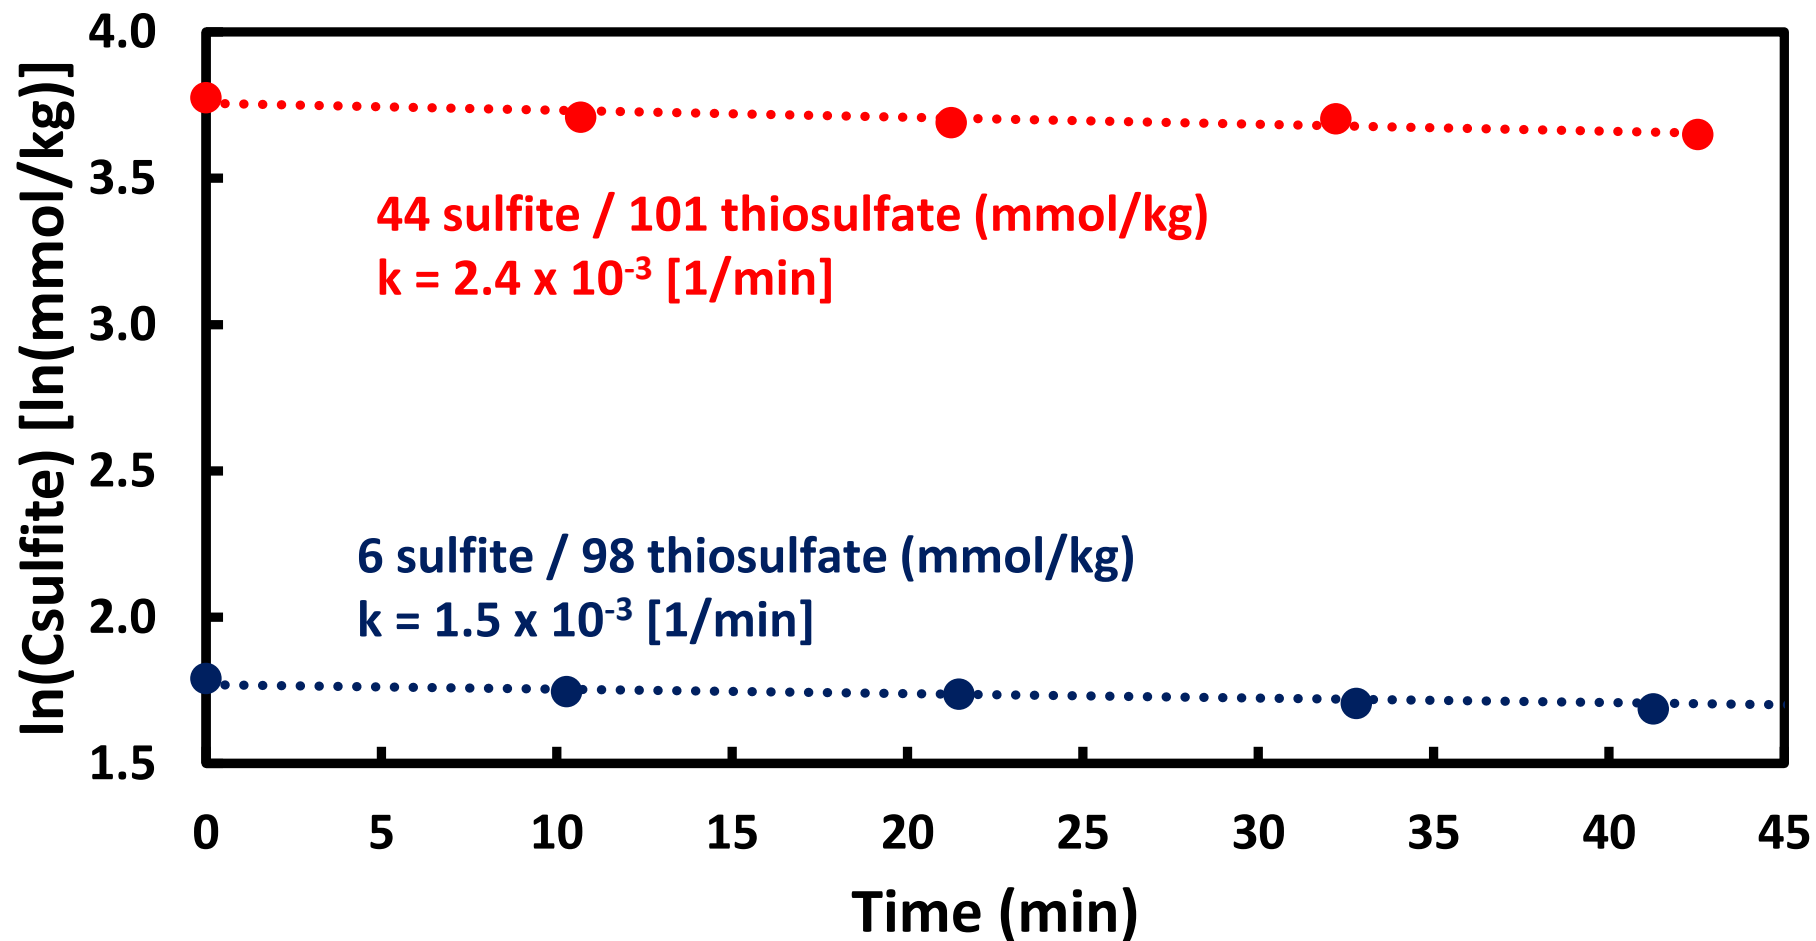 ln(Csulfite) [ln(mmol/kg)]
4.0
3.5
3.0
2.5
2.0
1.5
44 sulfite / 101 thiosulfate (mmol/kg)
k = 2.4 x 10⁻³ [1/min]
6 sulfite / 98 thiosulfate (mmol/kg)
k = 1.5 x 10⁻³ [1/min]
0 5 10 15 20 25 30 35 40 45
Time (min)